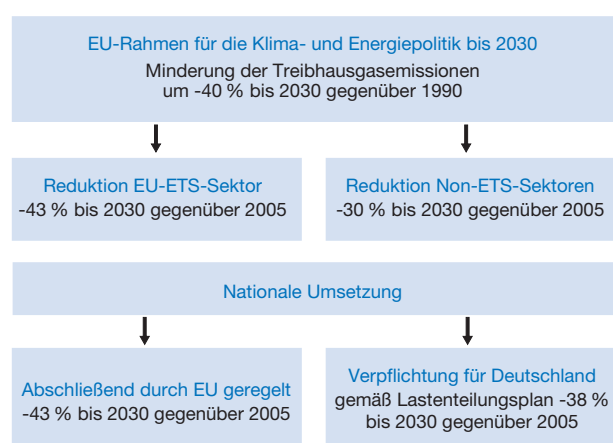 EU-Rahmen für die Klima- und Energiepolitik bis 2030
Minderung der Treibhausgasemissionen
um -40 % bis 2030 gegenüber 1990
Reduktion EU-ETS-Sektor
-43 % bis 2030 gegenüber 2005
Reduktion Non-ETS-Sektoren
-30 % bis 2030 gegenüber 2005
Nationale Umsetzung
Abschließend durch EU geregelt
-43 % bis 2030 gegenüber 2005
Verpflichtung für Deutschland
gemäß Lastenteilungsplan -38 %
bis 2030 gegenüber 2005